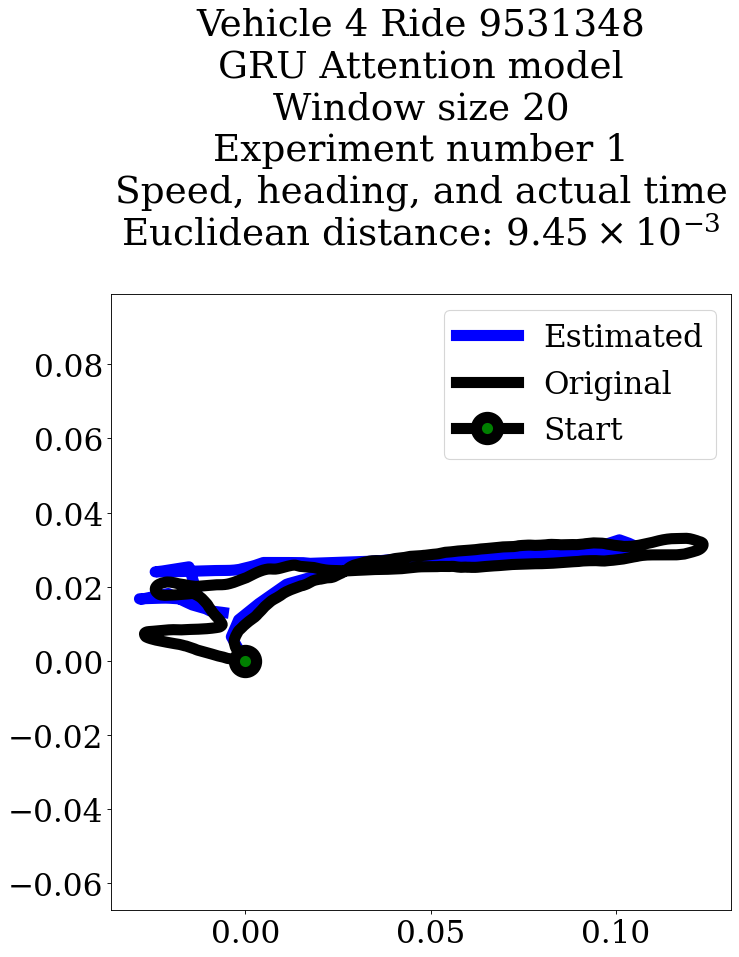 Vehicle 4 Ride 9531348
GRU Attention model
Window size 20
Experiment number 1
Speed, heading, and actual time
Euclidean distance: 9.45 × 10⁻³
Estimated
Original
Start
0.08
0.06
0.04
0.02
0.00
−0.02
−0.04
−0.06
0.00 0.05 0.10